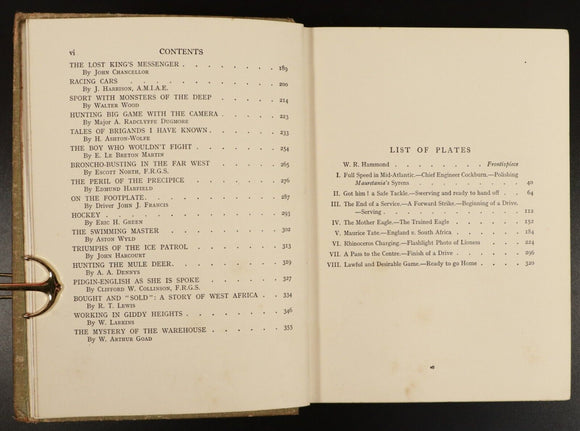 vi CONTENTS
THE LOST KING'S MESSENGER . . . . . . . 189
By John Chancellor
RACING CARS . . . . . . . . . . 200
By J. Harrison, A.M.I.A.E.
SPORT WITH MONSTERS OF THE DEEP . . . . . 214
By Walter Wood
HUNTING BIG GAME WITH THE CAMERA . . . . . 223
By Major A. Radclyffe Dugmore
TALES OF BRIGANDS I HAVE KNOWN . . . . . . 233
By H. Ashton-Wolfe
THE BOY WHO WOULDN'T FIGHT . . . . . . . 254
By E. Le Breton Martin
BRONCHO-BUSTING IN THE FAR WEST . . . . . 265
By Escott North, F.R.G.S.
THE PERIL OF THE PRECIPICE . . . . . . . 276
By Edmund Harfield
ON THE FOOTPLATE . . . . . . . . . 287
By Driver John J. Francis
HOCKEY . . . . . . . . . . . 293
By Eric H. Green
THE SWIMMING MASTER . . . . . . . . 302
By Aston Wyld
TRIUMPHS OF THE ICE PATROL . . . . . . . 314
By John Harcourt
HUNTING THE MULE DEER . . . . . . . . 321
By A. A. Dennys
PIDGIN-ENGLISH AS SHE IS SPOKE . . . . . . 327
By Clifford W. Collinson, F.R.G.S.
BOUGHT AND "SOLD": A STORY OF WEST AFRICA . . 334
By R. T. Lewis
WORKING IN GIDDY HEIGHTS . . . . . . . 346
By W. Larkins
THE MYSTERY OF THE WAREHOUSE . . . . . . 355
By W. Arthur Goad
LIST OF PLATES
W. R. Hammond . . . . . . . Frontispiece
I. Full Speed in Mid-Atlantic.—Chief Engineer Cockburn.—Polishing
Mauretania's Syrens . . . . . . . . 40
II. Got him! a Safe Tackle.—Swerving and ready to hand off . . 64
III. The End of a Service.—A Forward Strike.—Beginning of a Drive.
—Serving . . . . . . . . . . 112
IV. The Mother Eagle.—The Trained Eagle . . . . . 152
V. Maurice Tate.—England v. South Africa . . . . . 184
VI. Rhinoceros Charging.—Flashlight Photo of Lioness . . . 224
VII. A Pass to the Centre.—Finish of a Drive . . . . . 296
VIII. Lawful and Desirable Game.—Ready to go Home . . . . 320